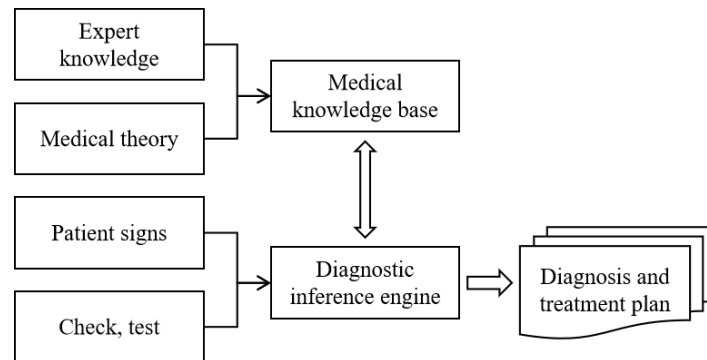 Expert
knowledge
Medical theory
Medical
knowledge base
Patient signs
Check, test
Diagnostic
inference engine
Diagnosis and
treatment plan